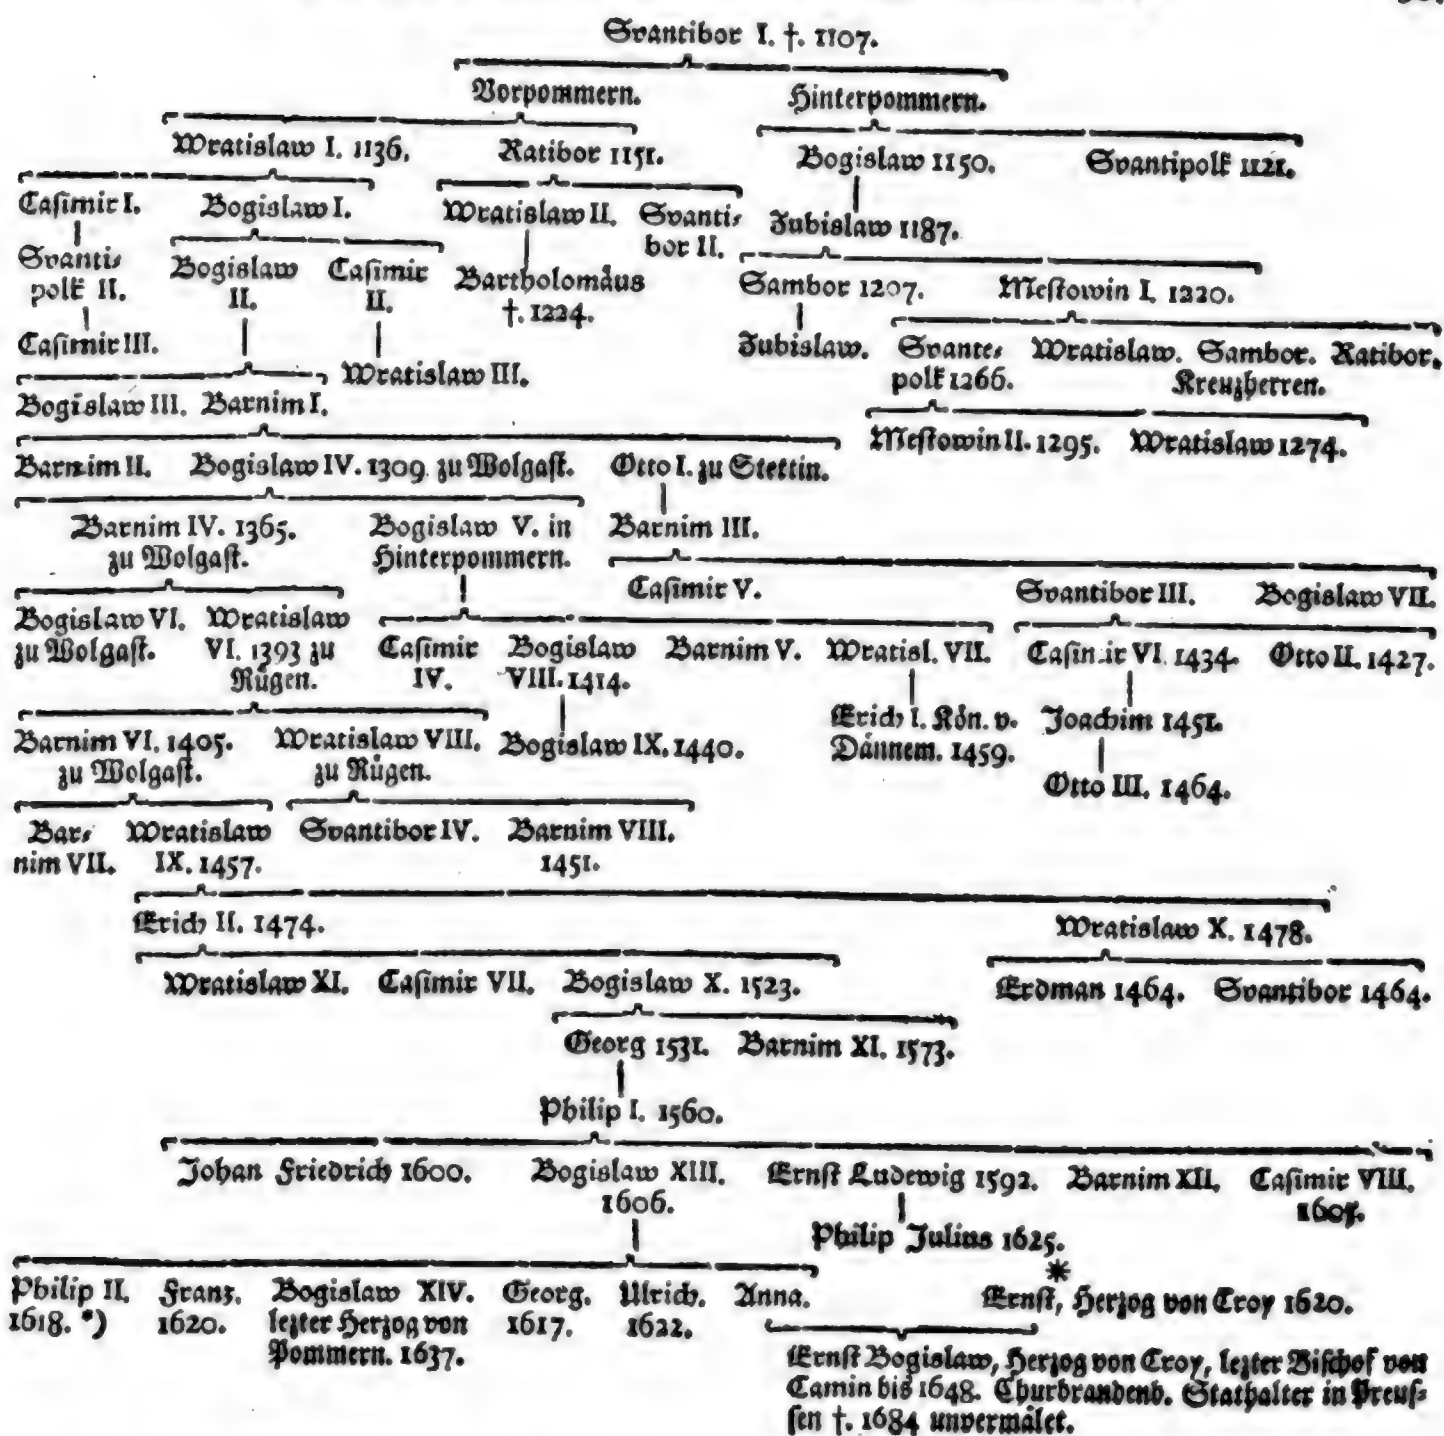 Svantibor I. †. 1107.
Vorpommern. Hinterpommern.
Wratislaw I. 1136. Ratibor 1151. Bogislaw 1150. Svantipolk 1121.
Casimir I. Bogislaw I. Wratislaw II. Svanti-
bor II. Zubislaw 1187.
Svanti-
polk II. Bogislaw
II. Casimir
II. Bartholomäus
†. 1224. Sambor 1207. Mestowin I. 1220.
Casimir III. Wratislaw III. Zubislaw. Svante-
polk 1266. Wratislaw. Sambor. Ratibor.
Kreuzherren.
Bogislaw III. Barnim I.
Mestowin II. 1295. Wratislaw 1274.
Barnim II. Bogislaw IV. 1309. zu Wolgast. Otto I. zu Stettin.
Barnim IV. 1365.
zu Wolgast. Bogislaw V. in
Hinterpommern. Barnim III.
Casimir V. Svantibor III. Bogislaw VII.
Bogislaw VI.
zu Wolgast. Wratislaw
VI. 1393 zu
Rügen. Casimir
IV. Bogislaw
VIII. 1414. Barnim V. Wratisl. VII. Casimir VI. 1434. Otto II. 1427.
Barnim VI. 1405.
zu Wolgast. Wratislaw VIII.
zu Rügen. Bogislaw IX. 1440. Erich I. Kön. v.
Dännem. 1459. Joachim 1451.
Otto III. 1464.
Bar-
nim VII. Wratislaw
IX. 1457. Svantibor IV. Barnim VIII.
1451.
Erich II. 1474. Wratislaw X. 1478.
Wratislaw XI. Casimir VII. Bogislaw X. 1523. Erdman 1464. Svantibor 1464.
Georg 1531. Barnim XI. 1573.
Philip I. 1560.
Johan Friedrich 1600. Bogislaw XIII.
1606. Ernst Ludewig 1592. Barnim XII. Casimir VIII.
Philip Julius 1625.
Philip II.
1618. *) Franz.
1620. Bogislaw XIV.
lezter Herzog von
Pommern. 1637. Georg.
1617. Ulrich.
1622. Anna. * Ernst, Herzog von Croy 1620.
Ernst Bogislaw, Herzog von Croy, lezter Bischof von
Camin bis 1648. Churbrandenb. Stathalter in Preus-
sen †. 1684 unvermälet.